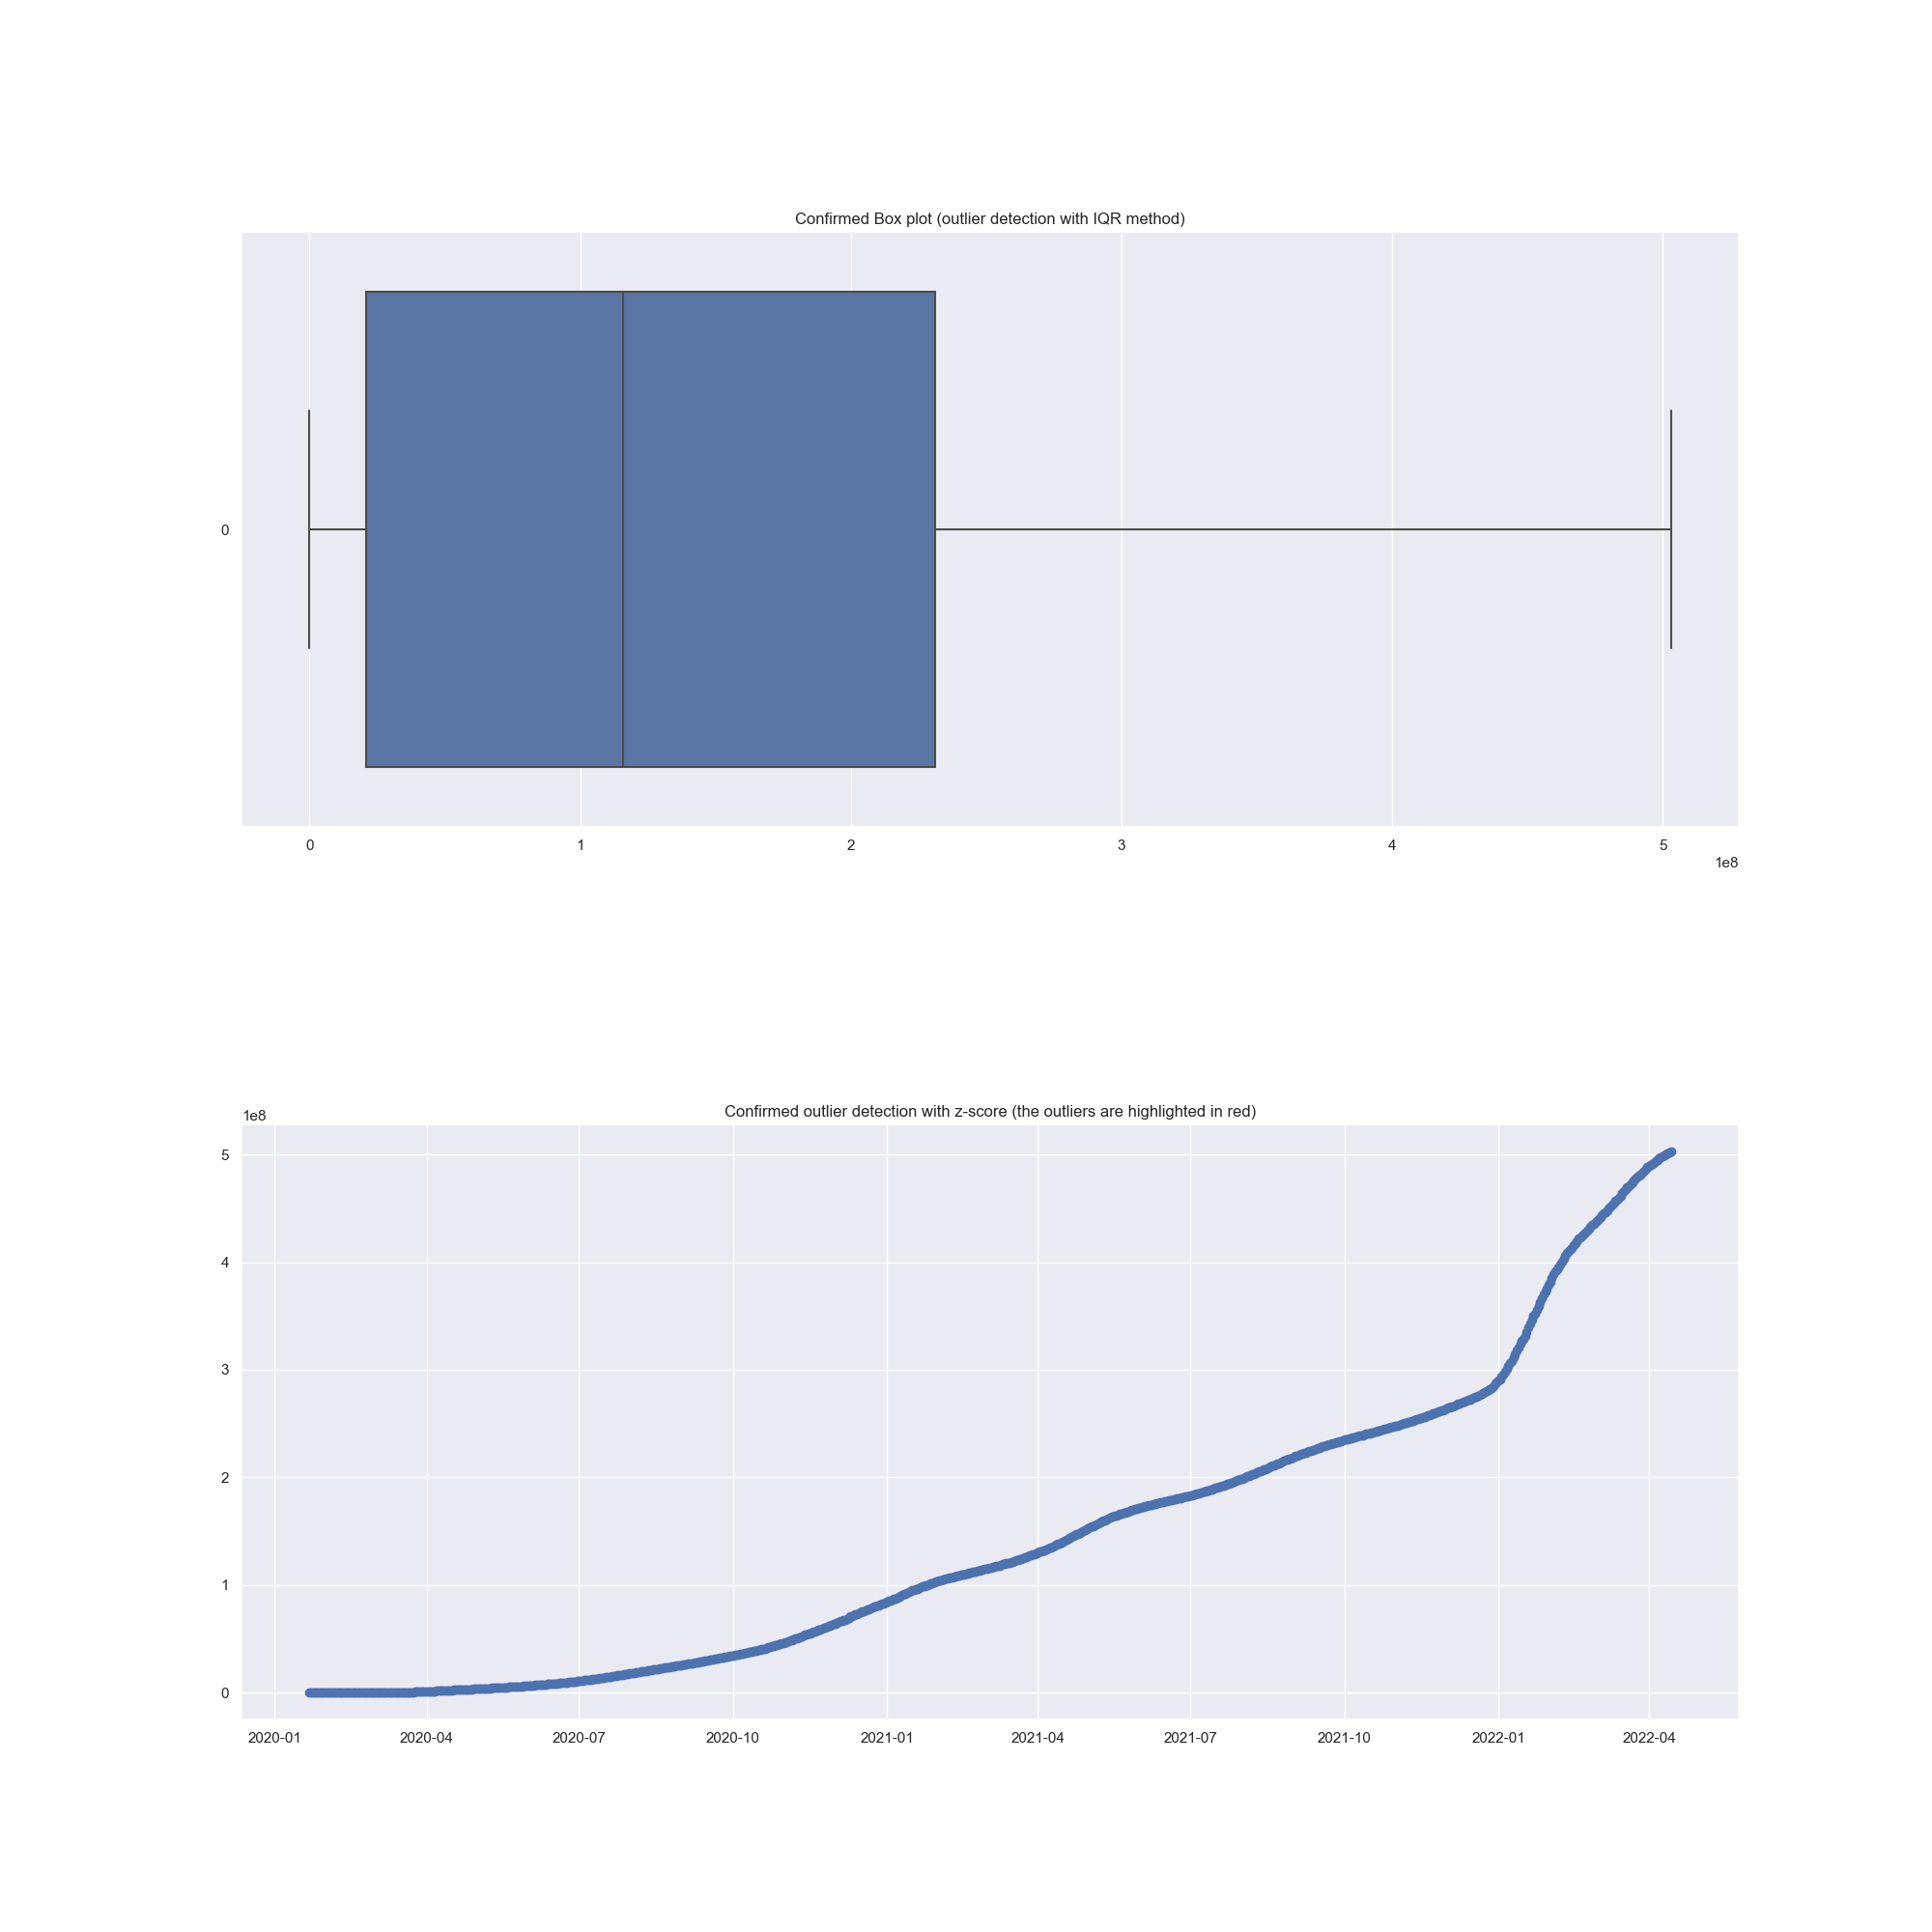 Confirmed Box plot (outlier detection with IQR method)
0
0 1 2 3 4 5
1e8
Confirmed outlier detection with z-score (the outliers are highlighted in red)
1e8
5
4
3
2
1
0
2020-01 2020-04 2020-07 2020-10 2021-01 2021-04 2021-07 2021-10 2022-01 2022-04